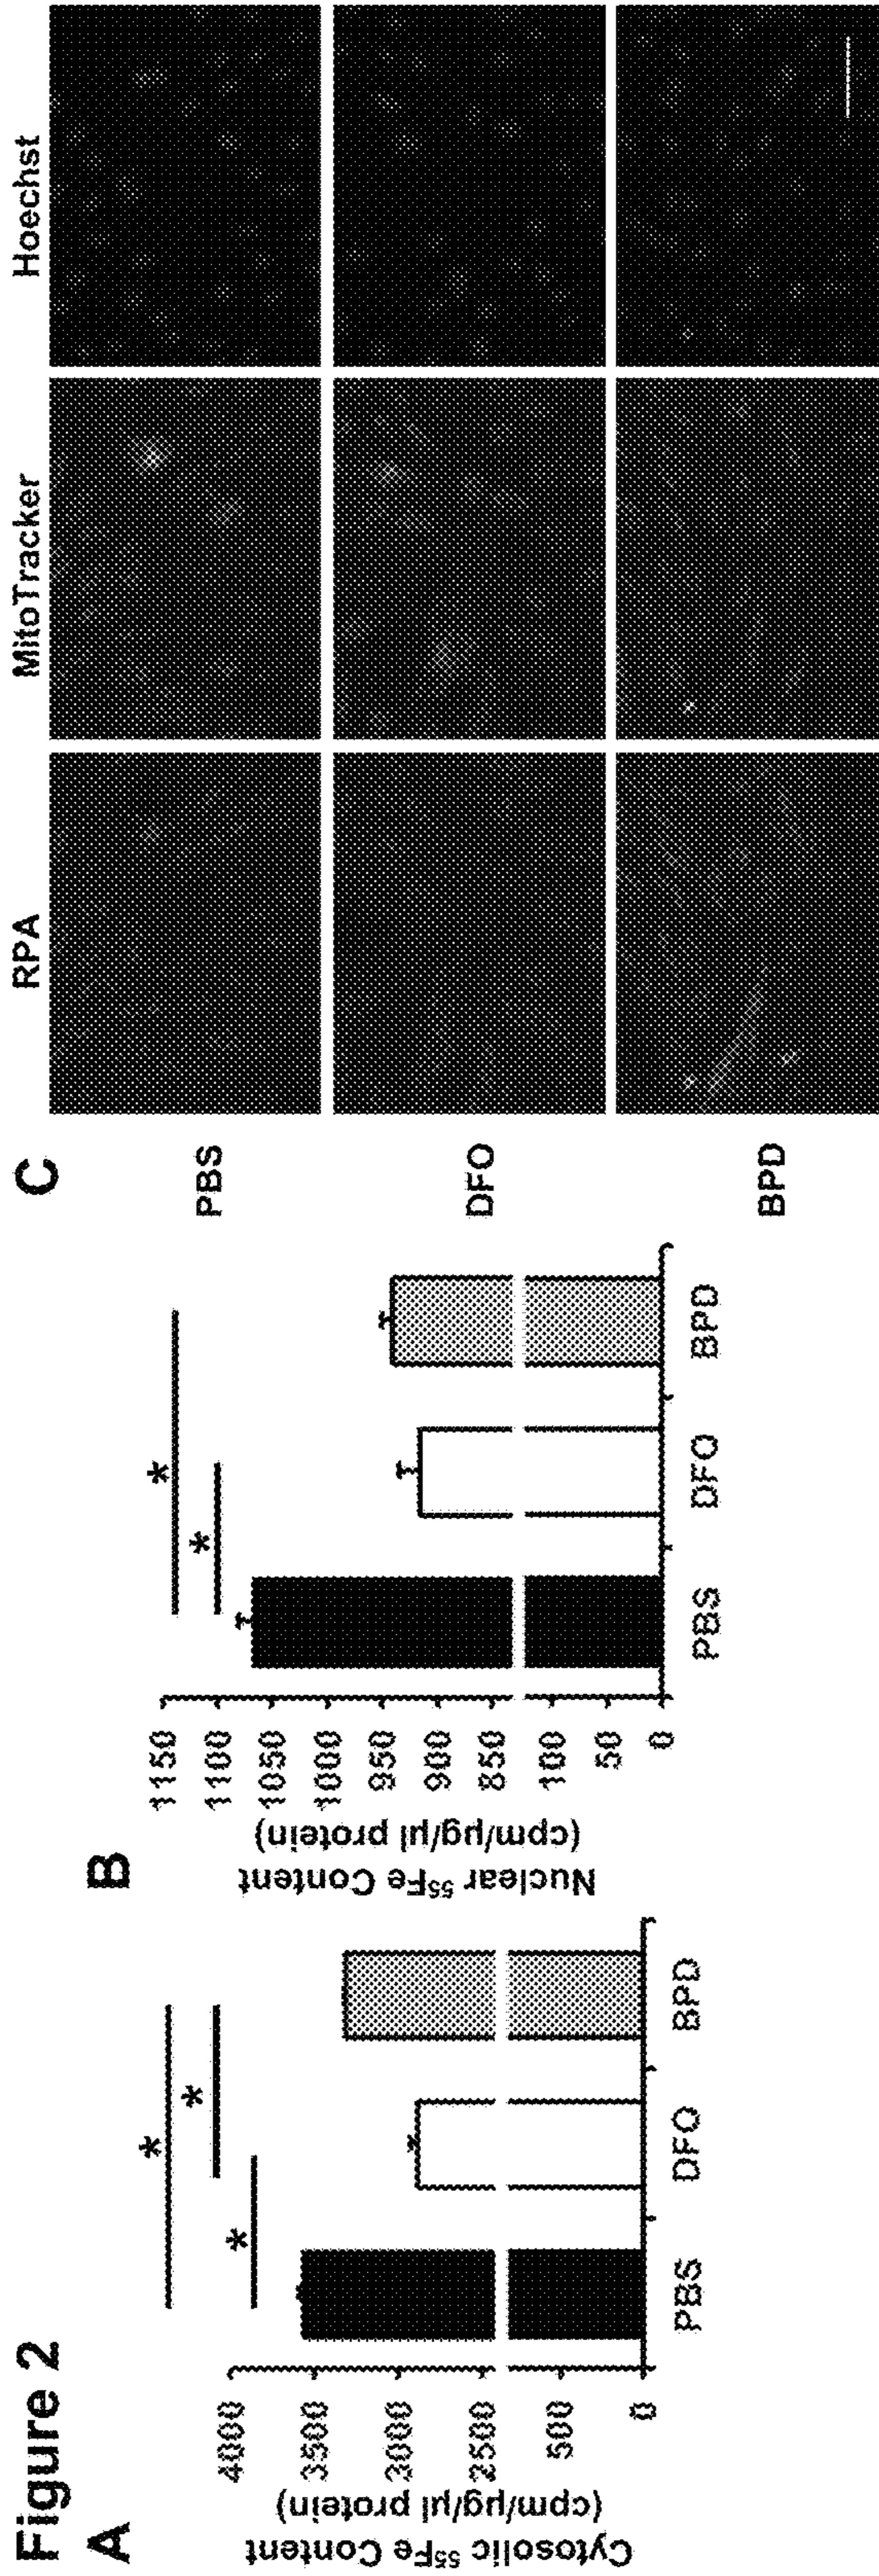 Figure 2
A
Cytosolic ⁵⁵Fe Content
(cpm/µg/µl protein)
4000
3500
3000
2500
500
0
PBS
DFO
BPD
*
*
*
B
Nuclear ⁵⁵Fe Content
(cpm/µg/µl protein)
1150
1100
1050
1000
950
900
850
100
50
0
PBS
DFO
BPD
*
*
C
RPA
MitoTracker
Hoechst
PBS
DFO
BPD